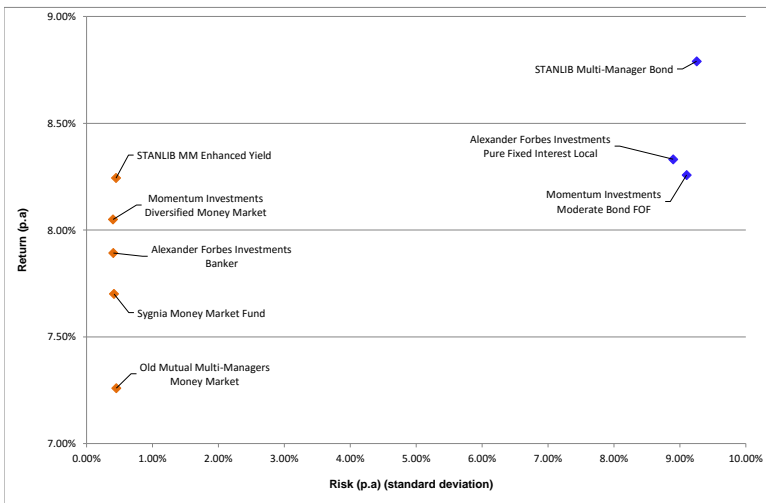 9.00%
STANLIB Multi-Manager Bond
8.50%
Alexander Forbes Investments
Pure Fixed Interest Local
STANLIB MM Enhanced Yield
Momentum Investments
Moderate Bond FOF
Momentum Investments
Diversified Money Market
8.00%
Alexander Forbes Investments
Banker
Sygnia Money Market Fund
7.50%
Old Mutual Multi-Managers
Money Market
7.00%
Return (p.a)
0.00% 1.00% 2.00% 3.00% 4.00% 5.00% 6.00% 7.00% 8.00% 9.00% 10.00%
Risk (p.a) (standard deviation)